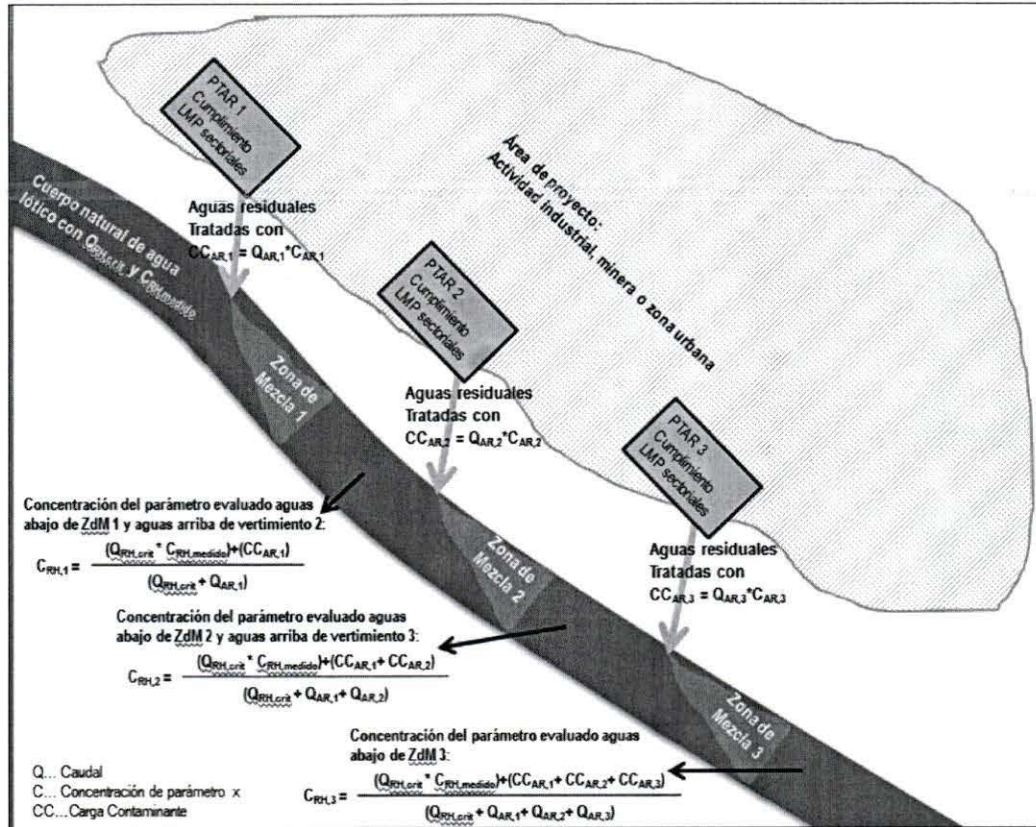 PTAR 1
Cumplimiento
LMP sectoriales
Área de proyecto:
Actividad industrial, minera o zona urbana
Cuerpo natural de agua
lótico con Q_RH,crit. y C_RH,medido
Aguas residuales
Tratadas con
CC_AR,1 = Q_AR,1*C_AR,1
Zona de
Mezcla 1
PTAR 2
Cumplimiento
LMP sectoriales
Aguas residuales
Tratadas con
CC_AR,2 = Q_AR,2*C_AR,2
Zona de
Mezcla 2
PTAR 3
Cumplimiento
LMP sectoriales
Aguas residuales
Tratadas con
CC_AR,3 = Q_AR,3*C_AR,3
Zona de
Mezcla 3
Concentración del parámetro evaluado aguas
abajo de ZdM 1 y aguas arriba de vertimiento 2:
(Q_RH,crit * C_RH,medido)+(CC_AR,1)
C_RH,1 =
(Q_RH,crit + Q_AR,1)
Concentración del parámetro evaluado aguas
abajo de ZdM 2 y aguas arriba de vertimiento 3:
(Q_RH,crit * C_RH,medido)+(CC_AR,1 + CC_AR,2)
C_RH,2 =
(Q_RH,crit + Q_AR,1 + Q_AR,2)
Concentración del parámetro evaluado aguas
abajo de ZdM 3:
(Q_RH,crit * C_RH,medido)+(CC_AR,1 + CC_AR,2 + CC_AR,3)
C_RH,3 =
(Q_RH,crit + Q_AR,1 + Q_AR,2 + Q_AR,3)
Q... Caudal
C... Concentración de parámetro x
CC...Carga Contaminante